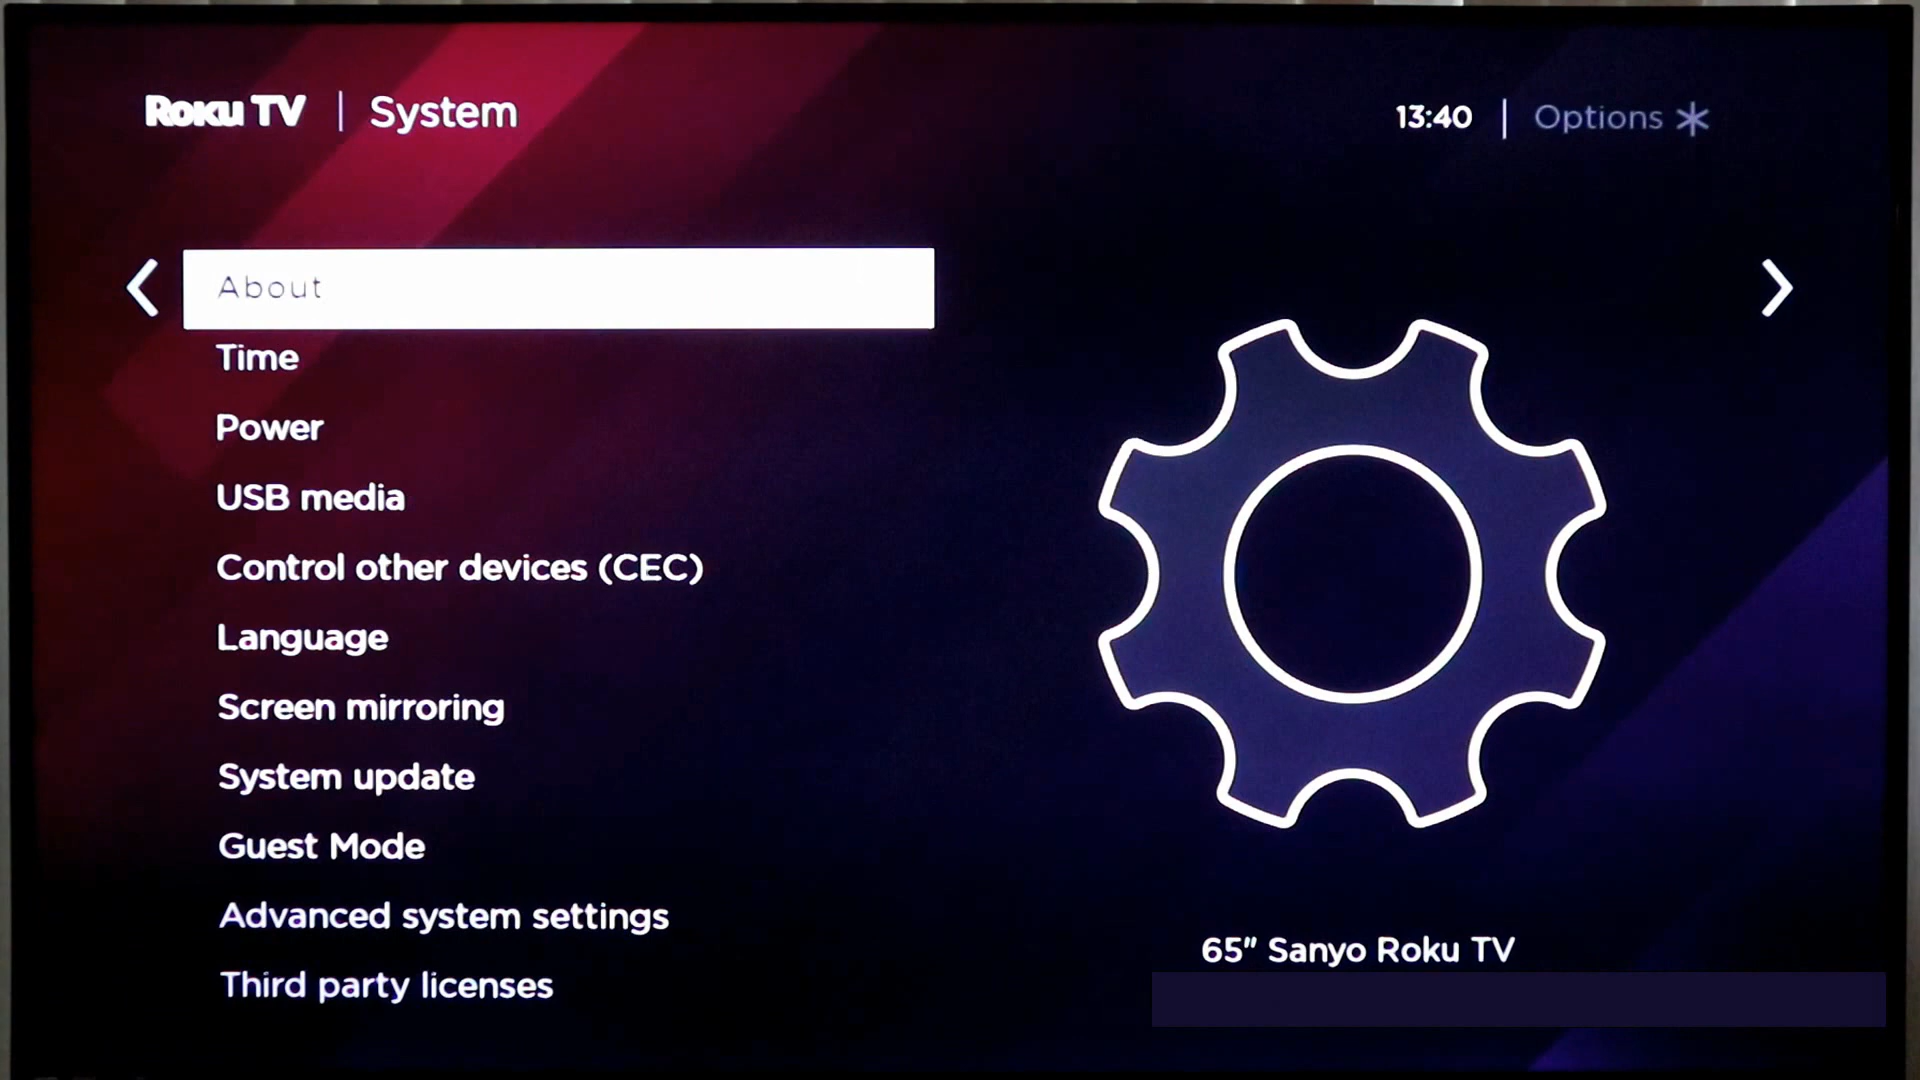 Roku TV | System
13:40 | Options *
About
Time
Power
USB media
Control other devices (CEC)
Language
Screen mirroring
System update
Guest Mode
Advanced system settings
Third party licenses
65" Sanyo Roku TV